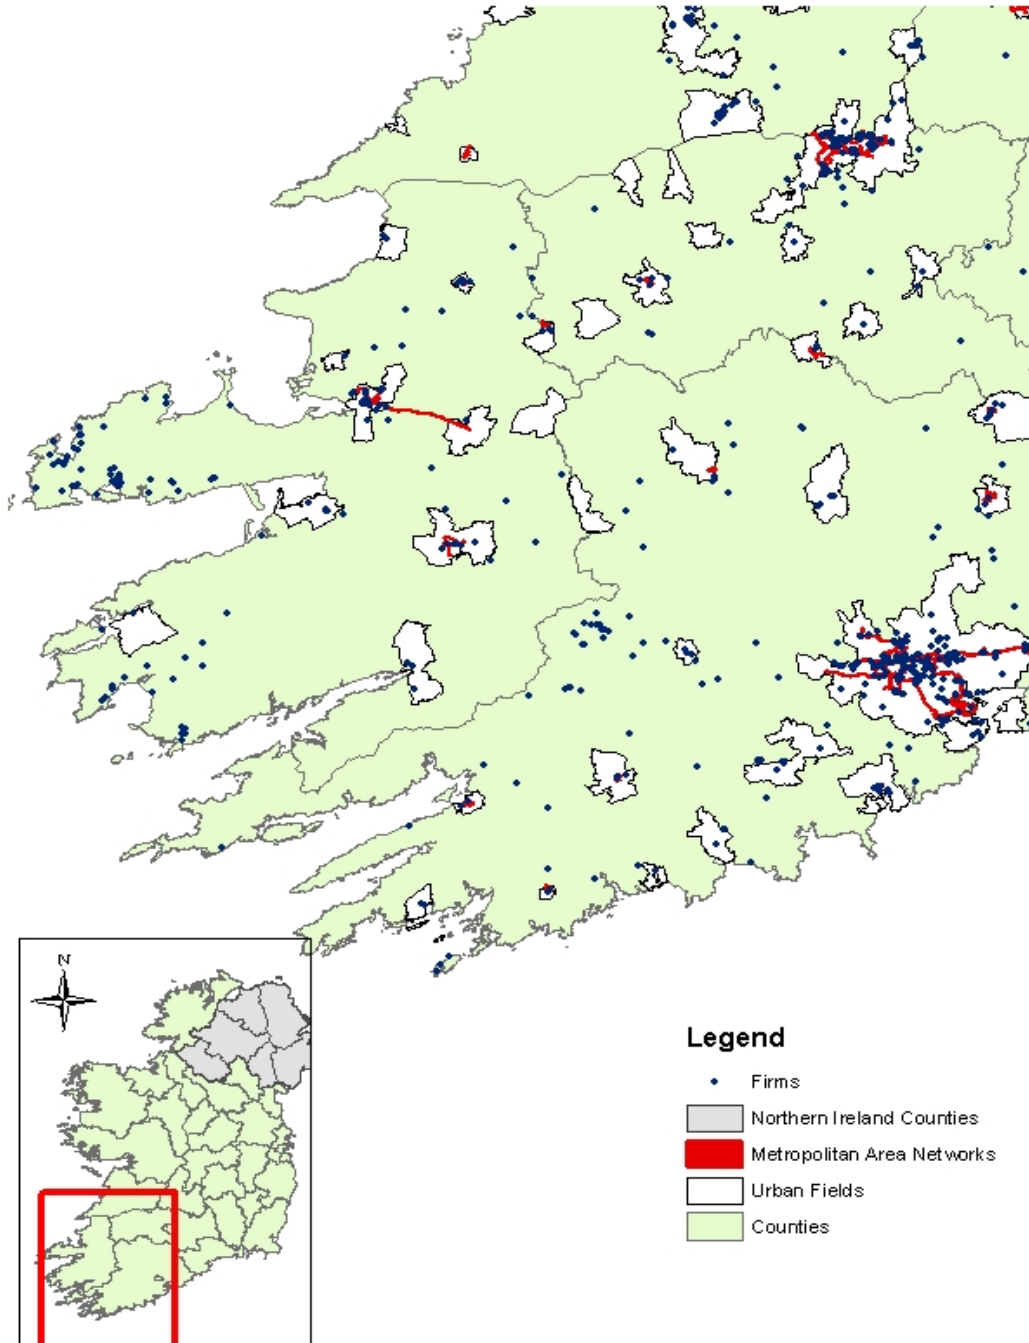 N
Legend
Firms
Northern Ireland Counties
Metropolitan Area Networks
Urban Fields
Counties